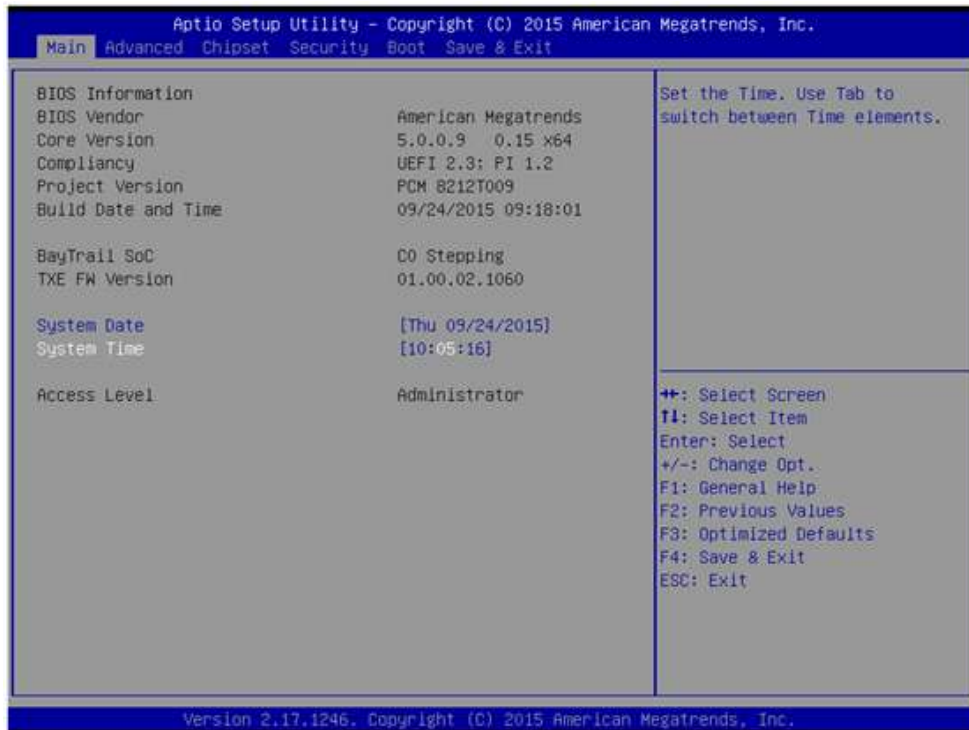 Aptio Setup Utility – Copyright (C) 2015 American Megatrends, Inc.
Main Advanced Chipset Security Boot Save & Exit
BIOS Information
BIOS Vendor American Megatrends
Core Version 5.0.0.9 0.15 x64
Compliancy UEFI 2.3; PI 1.2
Project Version PCM 8212T009
Build Date and Time 09/24/2015 09:18:01
BayTrail SoC C0 Stepping
TXE FW Version 01.00.02.1060
System Date [Thu 09/24/2015]
System Time [10:05:16]
Access Level Administrator
Set the Time. Use Tab to
switch between Time elements.
→←: Select Screen
↑↓: Select Item
Enter: Select
+/-: Change Opt.
F1: General Help
F2: Previous Values
F3: Optimized Defaults
F4: Save & Exit
ESC: Exit
Version 2.17.1246. Copyright (C) 2015 American Megatrends, Inc.